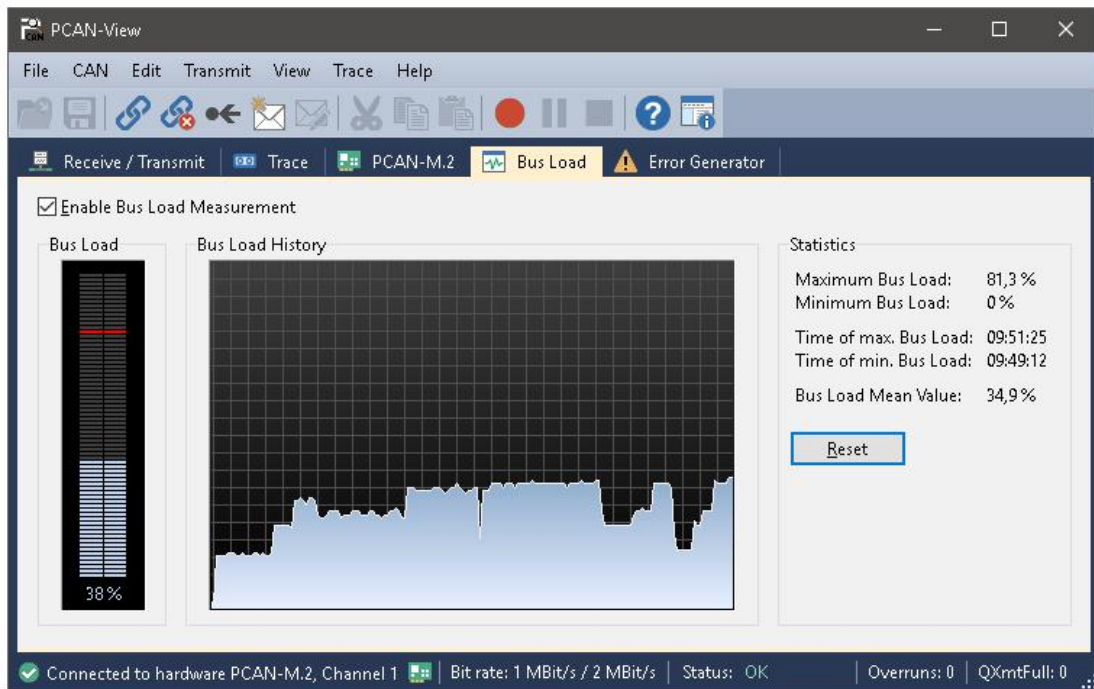 PCAN-View
File CAN Edit Transmit View Trace Help
Receive / Transmit Trace PCAN-M.2 Bus Load Error Generator
Enable Bus Load Measurement
Bus Load
38 %
Bus Load History
Statistics
Maximum Bus Load: 81,3 %
Minimum Bus Load: 0 %
Time of max. Bus Load: 09:51:25
Time of min. Bus Load: 09:49:12
Bus Load Mean Value: 34,9 %
Reset
Connected to hardware PCAN-M.2, Channel 1 Bit rate: 1 MBit/s / 2 MBit/s Status: OK Overruns: 0 QXmtFull: 0